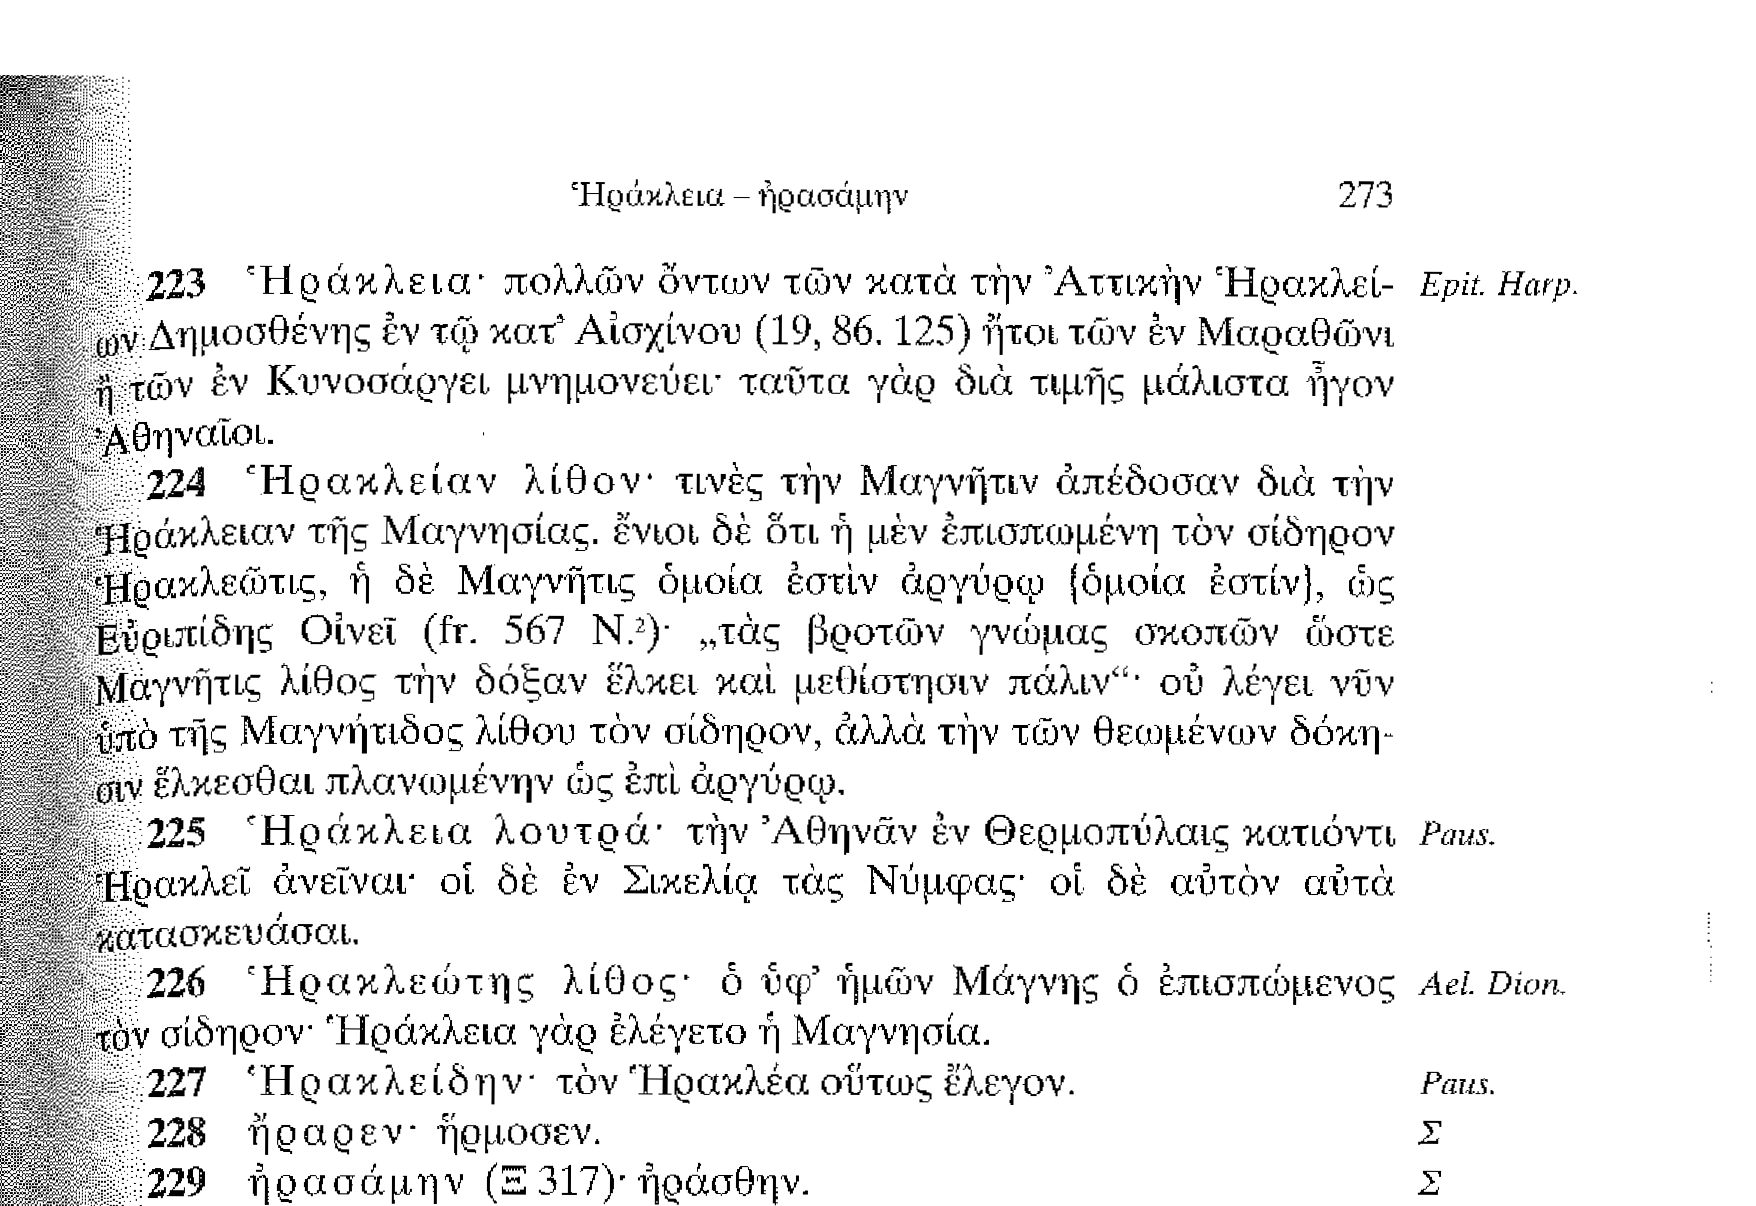 Ἡράκλεια – ἠρασάμην 273
223 Ἡράκλεια· πολλῶν ὄντων τῶν κατὰ τὴν Ἀττικὴν Ἡρακλεί- Epit. Harp.
ων Δημοσθένης ἐν τῷ κατ’ Αἰσχίνου (19, 86. 125) ἤτοι τῶν ἐν Μαραθῶνι
ἢ τῶν ἐν Κυνοσάργει μνημονεύει· ταῦτα γὰρ διὰ τιμῆς μάλιστα ἦγον
Ἀθηναῖοι.
224 Ἡρακλείαν λίθον· τινὲς τὴν Μαγνῆτιν ἀπέδοσαν διὰ τὴν
Ἡράκλειαν τῆς Μαγνησίας. ἔνιοι δὲ ὅτι ἡ μὲν ἐπισπωμένη τὸν σίδηρον
Ἡρακλεῶτις, ἡ δὲ Μαγνῆτις ὁμοία ἐστὶν ἀργύρῳ {ὁμοία ἐστίν}, ὡς
Εὐριπίδης Οἰνεῖ (fr. 567 N.²)· „τὰς βροτῶν γνώμας σκοπῶν ὥστε
Μαγνῆτις λίθος τὴν δόξαν ἕλκει καὶ μεθίστησιν πάλιν“· οὐ λέγει νῦν
ὑπὸ τῆς Μαγνήτιδος λίθου τὸν σίδηρον, ἀλλὰ τὴν τῶν θεωμένων δόκη-
σιν ἕλκεσθαι πλανωμένην ὡς ἐπὶ ἀργύρῳ.
225 Ἡράκλεια λουτρά· τὴν Ἀθηνᾶν ἐν Θερμοπύλαις κατιόντι Paus.
Ἡρακλεῖ ἀνεῖναι· οἱ δὲ ἐν Σικελίᾳ τὰς Νύμφας· οἱ δὲ αὐτὸν αὐτὰ
κατασκευάσαι.
226 Ἡρακλεώτης λίθος· ὁ ὑφ’ ἡμῶν Μάγνης ὁ ἐπισπώμενος Ael. Dion.
τὸν σίδηρον· Ἡράκλεια γὰρ ἐλέγετο ἡ Μαγνησία.
227 Ἡρακλείδην· τὸν Ἡρακλέα οὕτως ἔλεγον. Paus.
228 ἤραρεν· ἥρμοσεν. Σ
229 ἠρασάμην (Ξ 317)· ἠράσθην. Σ